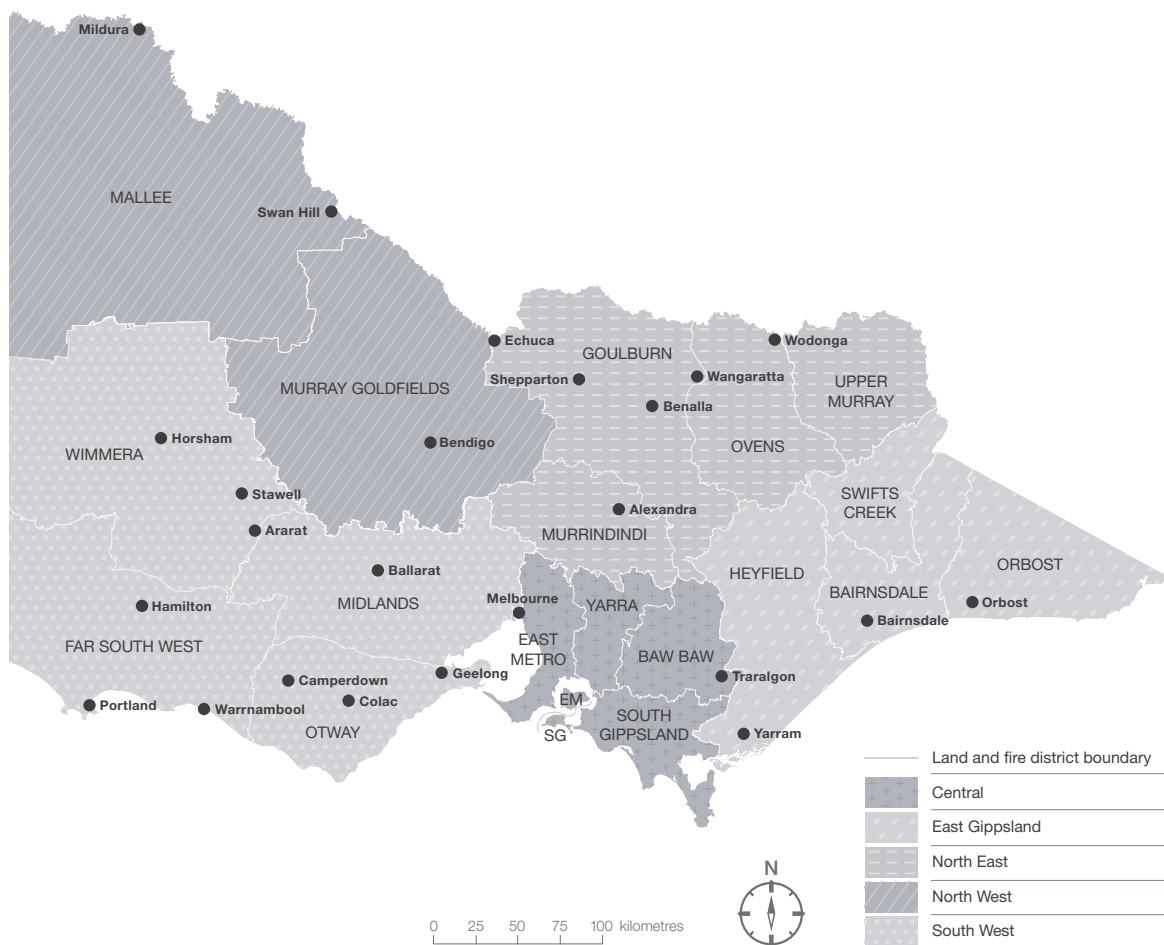 Mildura
MALLEE
Swan Hill
Echuca
GOULBURN
Wodonga
Shepparton
Wangaratta
UPPER
MURRAY
MURRAY GOLDFIELDS
Benalla
Horsham
WIMMERA
Bendigo
OVENS
Stawell
SWIFTS
CREEK
Alexandra
Ararat
MURRINDINDI
Ballarat
HEYFIELD
ORBOST
BAIRNSDALE
Melbourne
YARRA
Hamilton
MIDLANDS
Orbost
Bairnsdale
FAR SOUTH WEST
EAST
METRO
BAW BAW
Geelong
Traralgon
Camperdown
Colac
EM
Portland
Warrnambool
OTWAY
SG
SOUTH
GIPPSLAND
Yarram
Land and fire district boundary
Central
East Gippsland
North East
North West
South West
N
0 25 50 75 100 kilometres